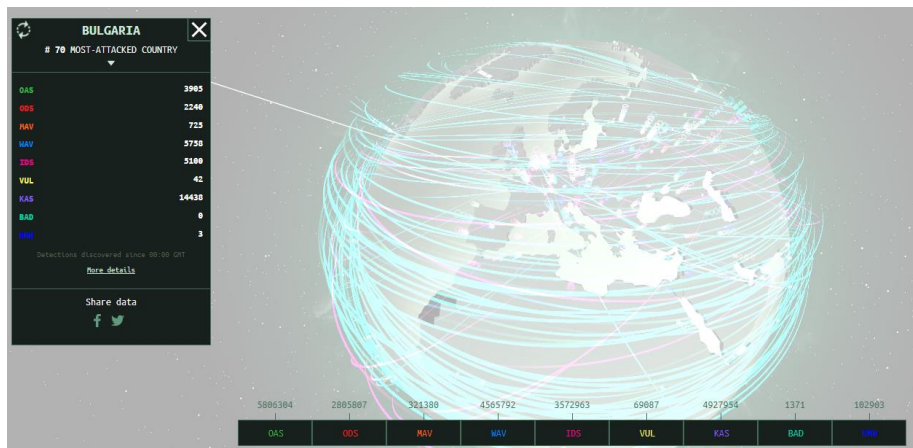 BULGARIA
# 70 MOST-ATTACKED COUNTRY
OAS 3905
ODS 2240
MAV 725
WAV 5758
IDS 5100
VUL 42
KAS 14438
BAD 0
RMW 3
Detections discovered since 00:00 GMT
More details
Share data
5806304 2805807 321380 4565792 3572963 69087 4927954 1371 102903
OAS ODS MAV WAV IDS VUL KAS BAD RMW